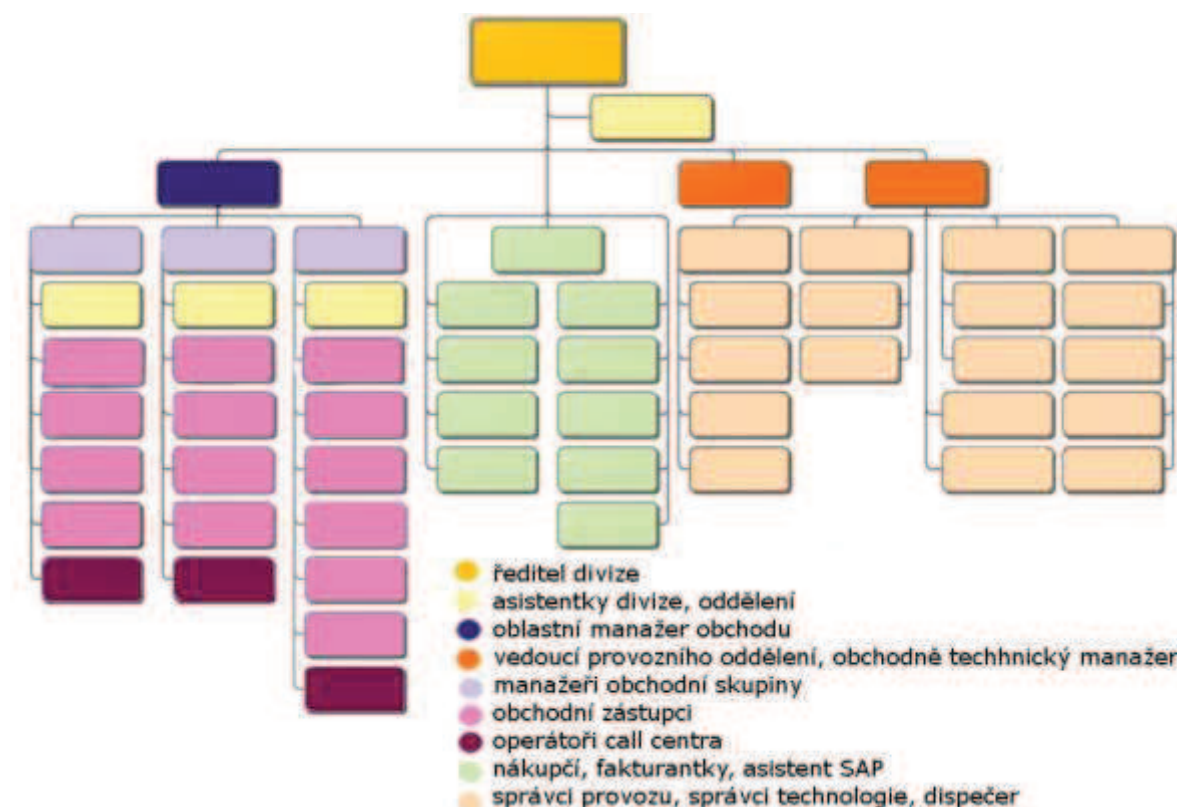 ředitel divize
asistentky divize, oddělení
oblastní manažer obchodu
vedoucí provozního oddělení, obchodně techhnický manažer
manažeři obchodní skupiny
obchodní zástupci
operátoři call centra
nákupčí, fakturantky, asistent SAP
správci provozu, správci technologie, dispečer